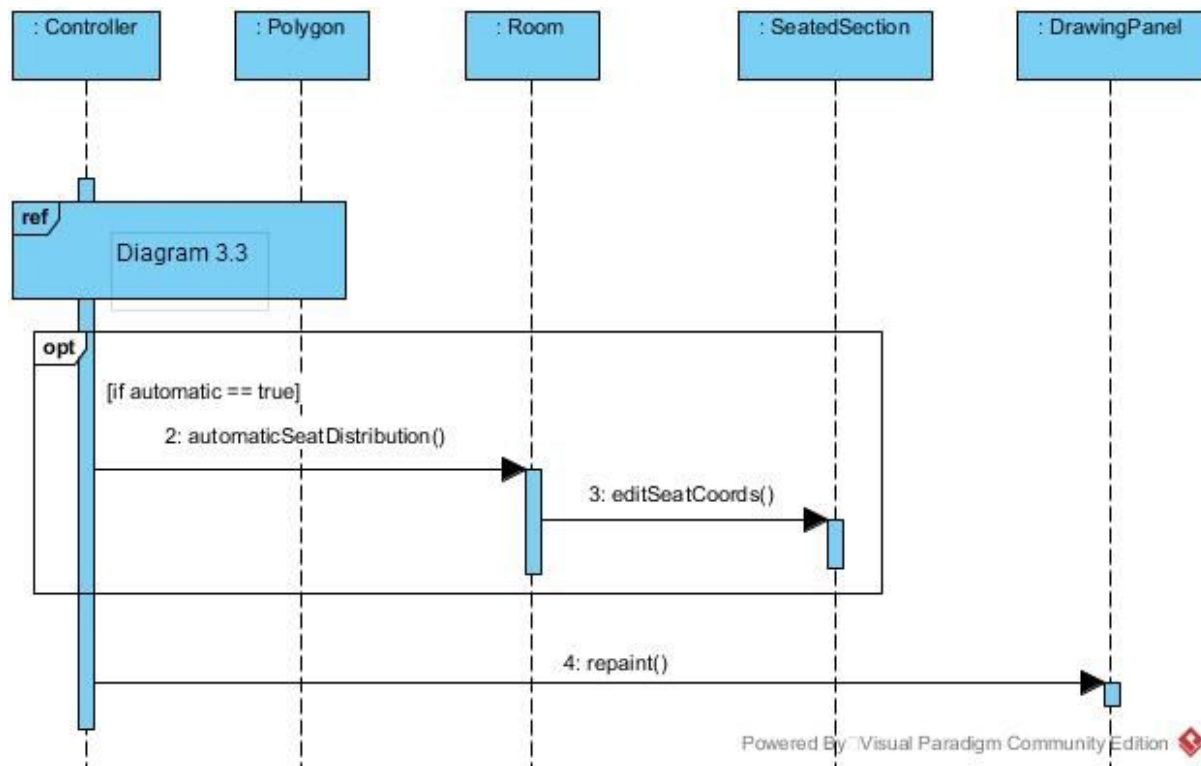 : Controller
: Polygon
: Room
: SeatedSection
: DrawingPanel
ref
Diagram 3.3
opt
[if automatic == true]
2: automaticSeatDistribution()
3: editSeatCoords()
4: repaint()
Powered By Visual Paradigm Community Edition